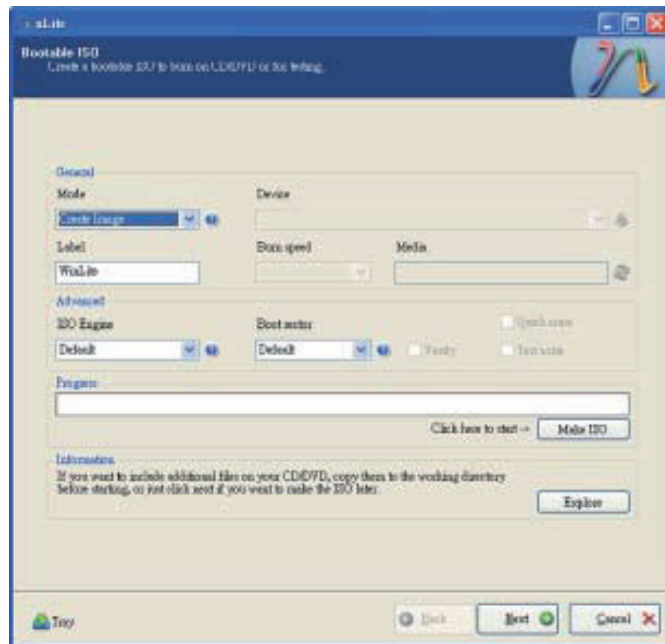 nLite
Bootable ISO
Create a bootable ISO to burn on CD/DVD or for testing.
General
Mode Device
Create Image
Label Burn speed Media
WinLite
Advanced
ISO Engine Boot sector Quick erase
Default Default Verify Test write
Progress
Click here to start -> Make ISO
Information
If you want to include additional files on your CD/DVD, copy them to the working directory
before starting, or just click next if you want to make the ISO later.
Explore
Tray Back Next Cancel